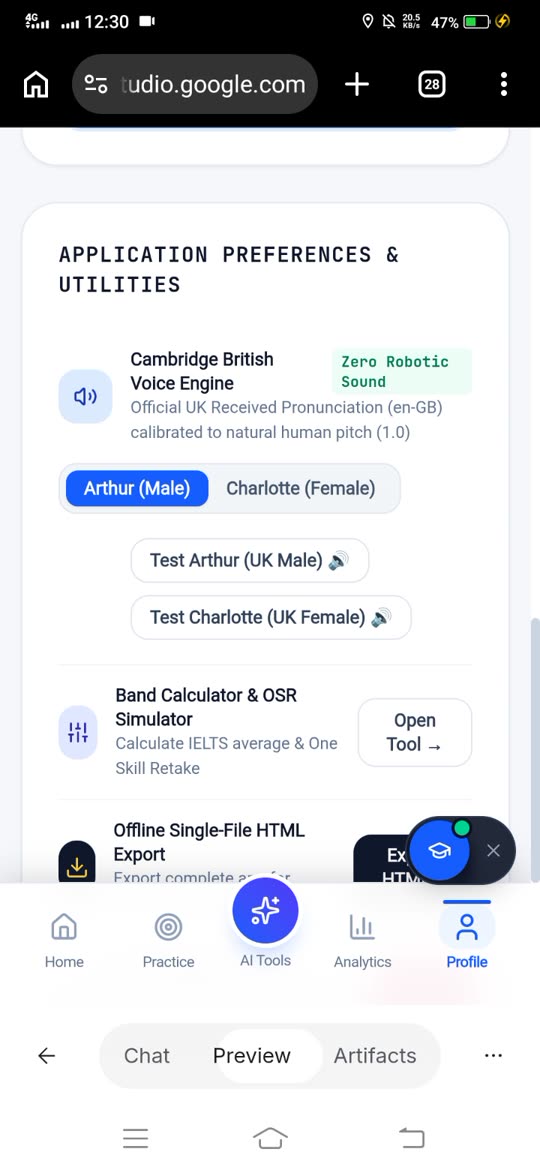 4G 12:30 20.5 KB/s 47%
tudio.google.com 28
APPLICATION PREFERENCES &
UTILITIES
Cambridge British
Voice Engine
Zero Robotic
Sound
Official UK Received Pronunciation (en-GB)
calibrated to natural human pitch (1.0)
Arthur (Male) Charlotte (Female)
Test Arthur (UK Male) 🔊
Test Charlotte (UK Female) 🔊
Band Calculator & OSR
Simulator
Calculate IELTS average & One
Skill Retake
Open
Tool →
Offline Single-File HTML
Export
Export complete
Home Practice AI Tools Analytics Profile
Chat Preview Artifacts